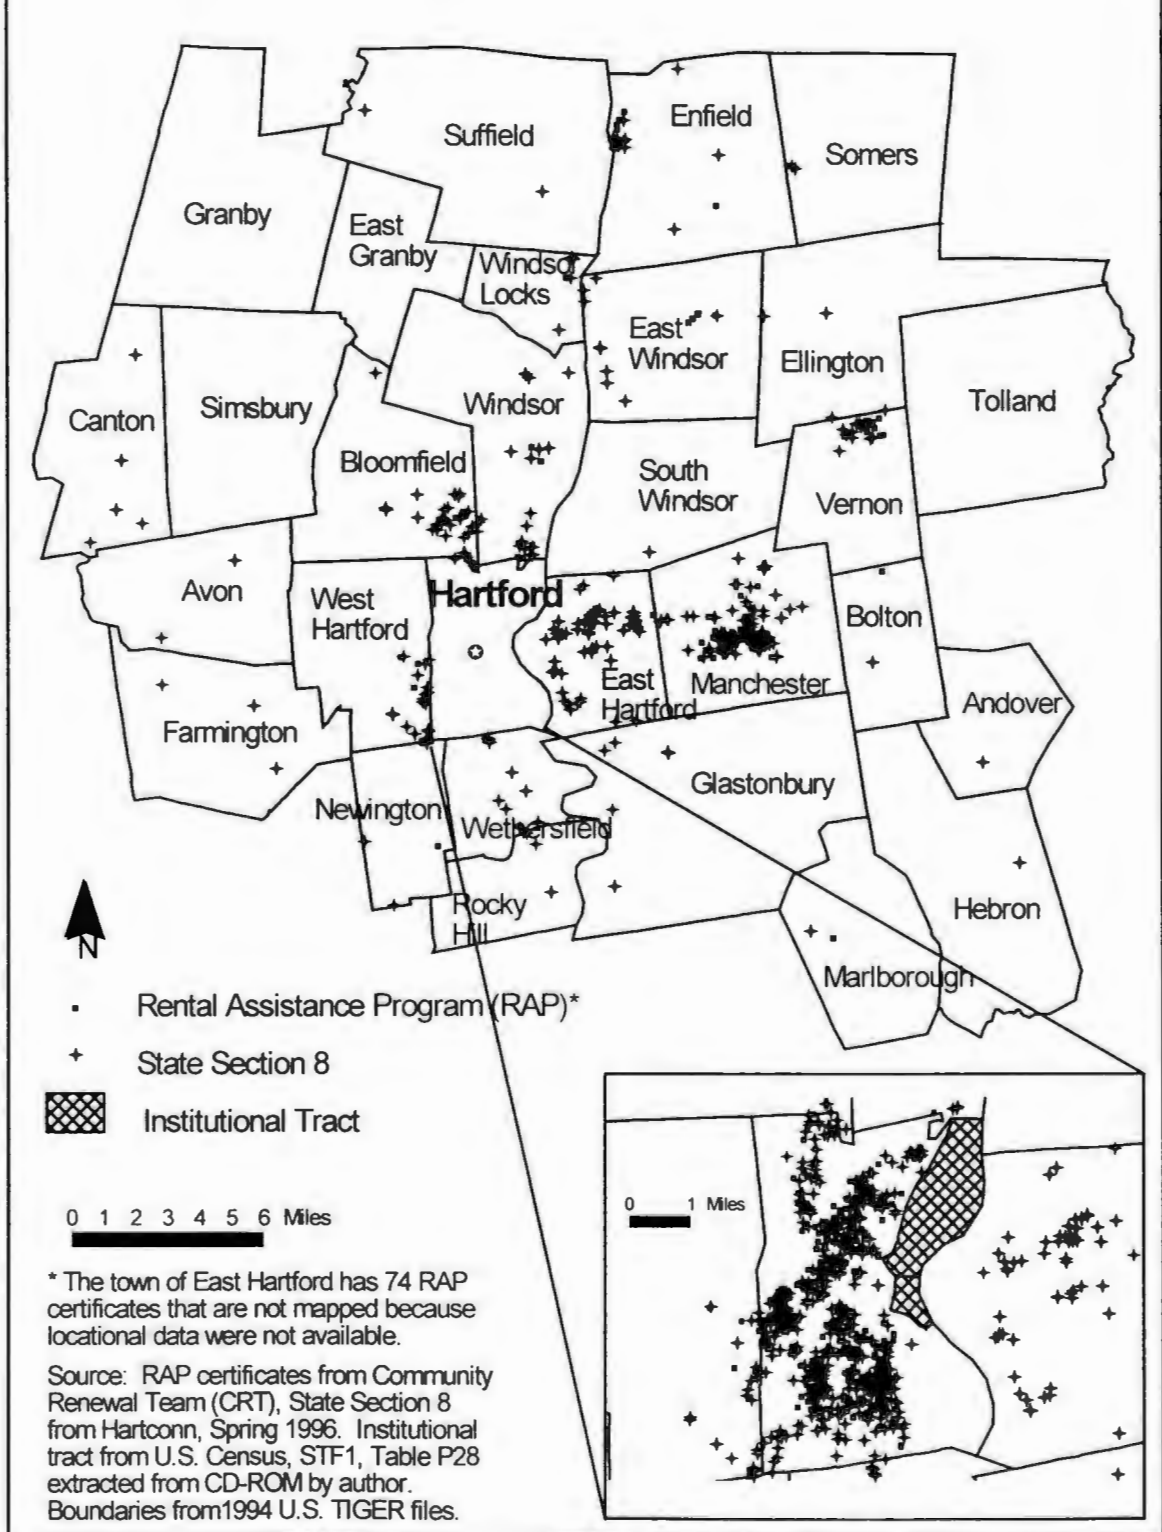 Suffield
Enfield
Somers
Granby
East
Granby
Windsor
Locks
East
Windsor
Ellington
Tolland
Canton
Simsbury
Windsor
Bloomfield
South
Windsor
Vernon
Avon
West
Hartford
Hartford
Bolton
East
Hartford
Manchester
Andover
Farmington
Glastonbury
Newington
Wethersfield
Rocky
Hill
Hebron
Marlborough
N
Rental Assistance Program (RAP)*
State Section 8
Institutional Tract
0 1 2 3 4 5 6 Miles
0 1 Miles
* The town of East Hartford has 74 RAP
certificates that are not mapped because
locational data were not available.
Source: RAP certificates from Community
Renewal Team (CRT), State Section 8
from Hartconn, Spring 1996. Institutional
tract from U.S. Census, STF1, Table P28
extracted from CD-ROM by author.
Boundaries from1994 U.S. TIGER files.